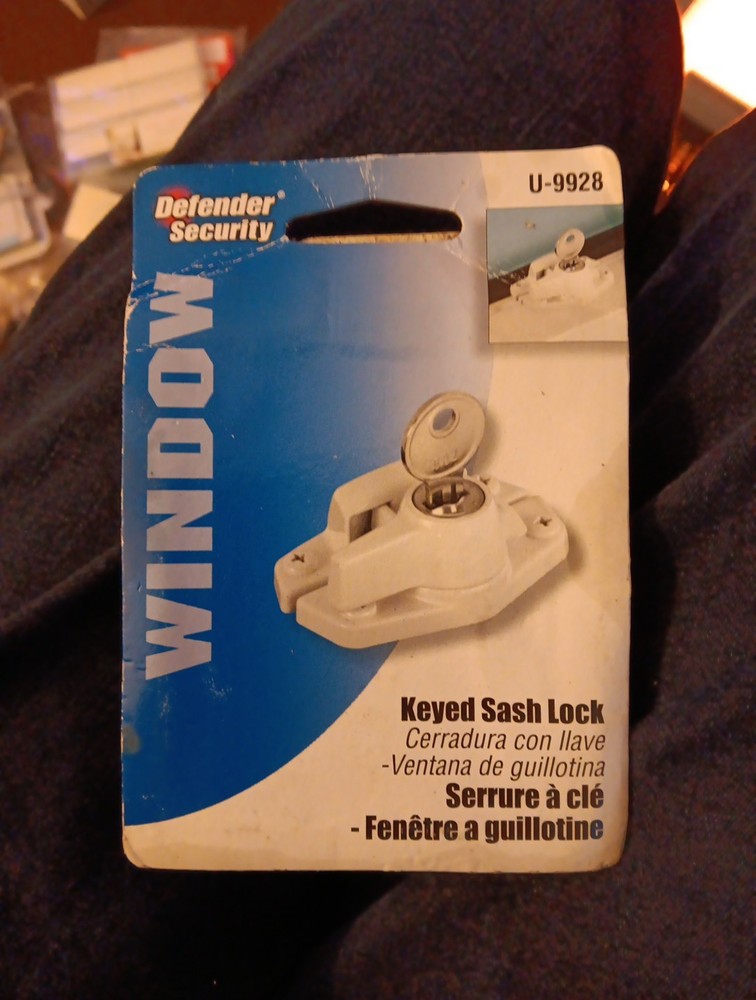 Defender®
Security
U-9928
WINDOW
Keyed Sash Lock
Cerradura con llave
-Ventana de guillotina
Serrure à clé
- Fenêtre a guillotine